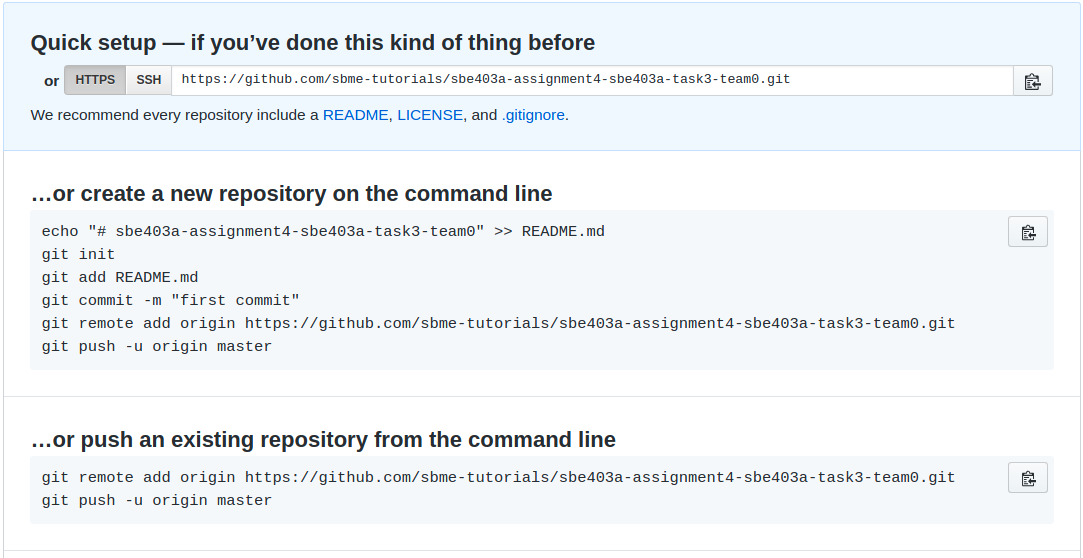 Quick setup — if you’ve done this kind of thing before
or HTTPS SSH https://github.com/sbme-tutorials/sbe403a-assignment4-sbe403a-task3-team0.git
We recommend every repository include a README, LICENSE, and .gitignore.
…or create a new repository on the command line
echo "# sbe403a-assignment4-sbe403a-task3-team0" >> README.md
git init
git add README.md
git commit -m "first commit"
git remote add origin https://github.com/sbme-tutorials/sbe403a-assignment4-sbe403a-task3-team0.git
git push -u origin master
…or push an existing repository from the command line
git remote add origin https://github.com/sbme-tutorials/sbe403a-assignment4-sbe403a-task3-team0.git
git push -u origin master